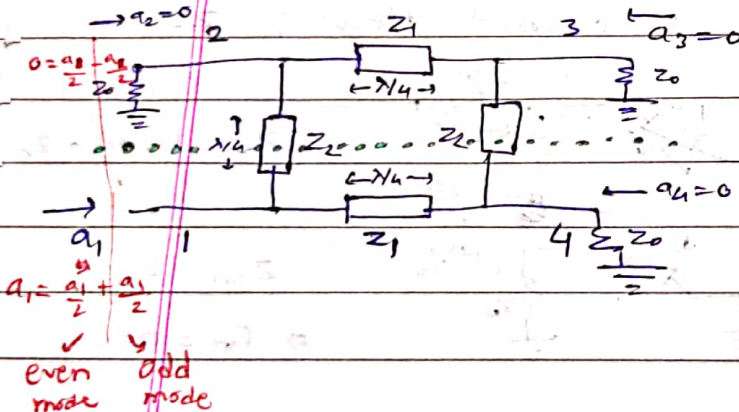 → a2=0
2
Z1
3
←
a3=0
0 = a1/2 - a1/2
Z0
←λ/4→
Z0
λ/4
Z2
Z2
←λ/4→
← a4=0
→
a1
1
Z1
4
Z0
a1 = a1/2 + a1/2
even mode
odd mode